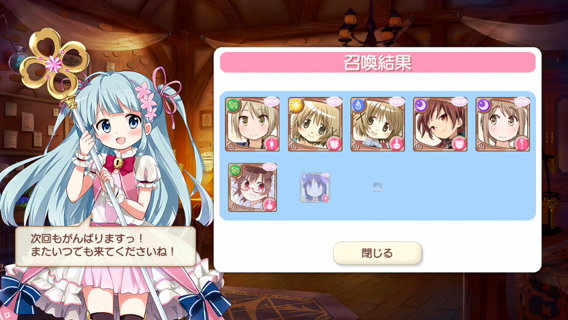 召喚結果
次回もがんばりますっ！
またいつでも来てくださいね！
閉じる